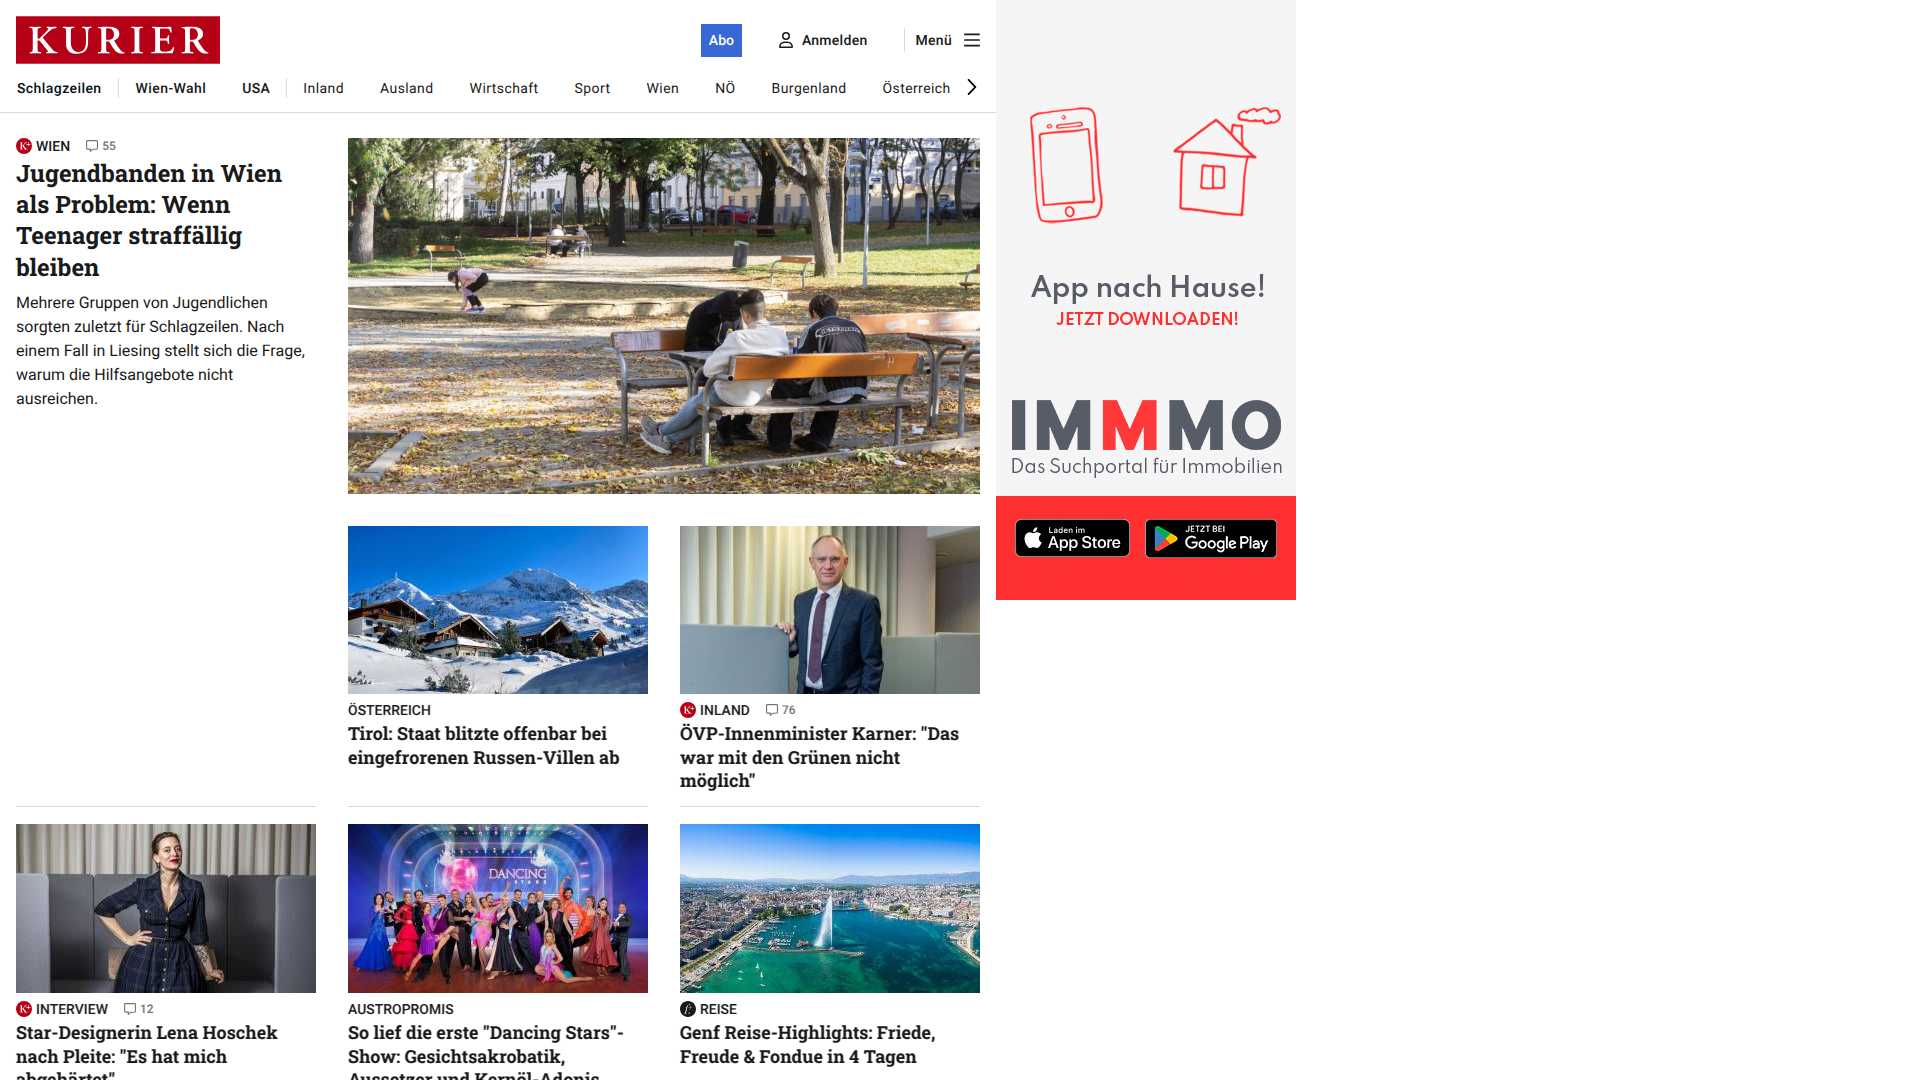 KURIER
Abo
Anmelden
Menü
Schlagzeilen
Wien-Wahl
USA
Inland
Ausland
Wirtschaft
Sport
Wien
NÖ
Burgenland
Österreich
WIEN
55
Jugendbanden in Wien
als Problem: Wenn
Teenager straffällig
bleiben
Mehrere Gruppen von Jugendlichen
sorgten zuletzt für Schlagzeilen. Nach
einem Fall in Liesing stellt sich die Frage,
warum die Hilfsangebote nicht
ausreichen.
App nach Hause!
JETZT DOWNLOADEN!
IMMMO
Das Suchportal für Immobilien
Laden im
App Store
JETZT BEI
Google Play
ÖSTERREICH
Tirol: Staat blitzte offenbar bei
eingefrorenen Russen-Villen ab
INLAND
76
ÖVP-Innenminister Karner: "Das
war mit den Grünen nicht
möglich"
DANCING
STARS
INTERVIEW
12
Star-Designerin Lena Hoschek
nach Pleite: "Es hat mich
abgehärtet"
AUSTROPROMIS
So lief die erste "Dancing Stars"-
Show: Gesichtsakrobatik,
Aussetzer und Kernöl-Adonis
REISE
Genf Reise-Highlights: Friede,
Freude & Fondue in 4 Tagen